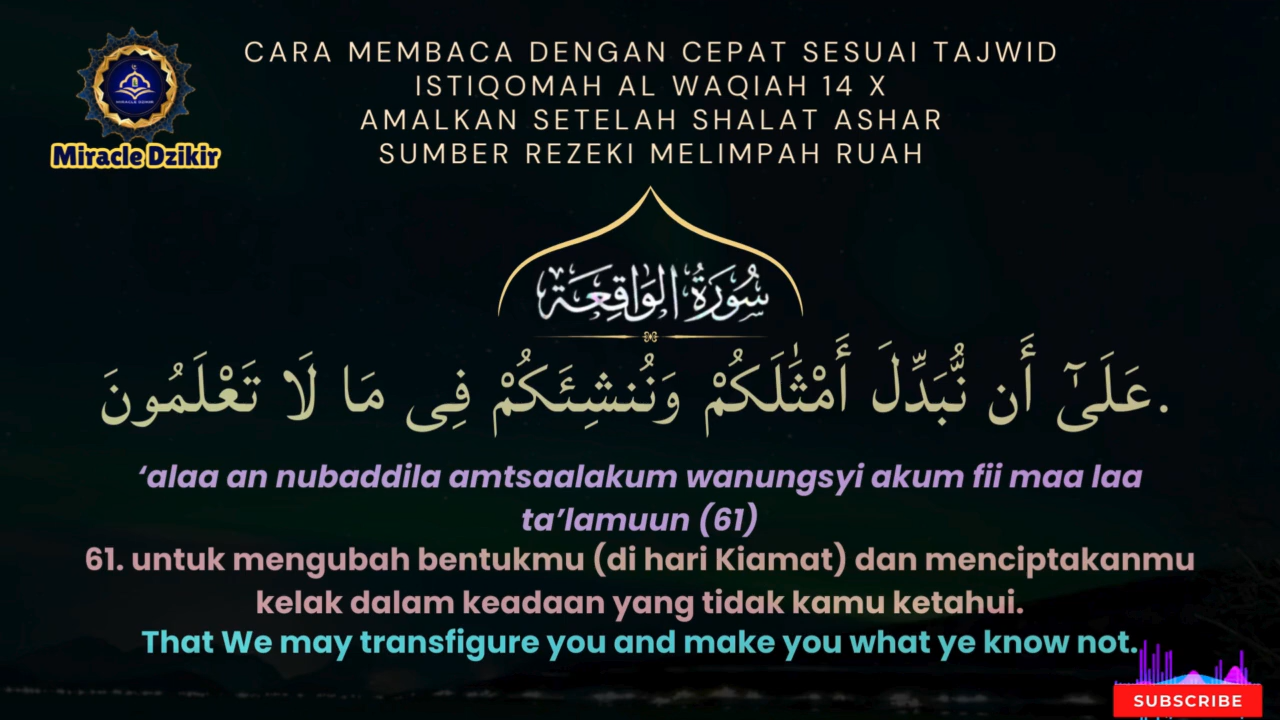 CARA MEMBACA DENGAN CEPAT SESUAI TAJWID
ISTIQOMAH AL WAQIAH 14 X
AMALKAN SETELAH SHALAT ASHAR
SUMBER REZEKI MELIMPAH RUAH
MIRACLE DZIKIR
Miracle Dzikir
سُورَةُ الوَاقِعَة
عَلَىٰٓ أَن نُّبَدِّلَ أَمْثَٰلَكُمْ وَنُنشِئَكُمْ فِى مَا لَا تَعْلَمُونَ.
‘alaa an nubaddila amtsaalakum wanungsyi akum fii maa laa
ta’lamuun (61)
61. untuk mengubah bentukmu (di hari Kiamat) dan menciptakanmu
kelak dalam keadaan yang tidak kamu ketahui.
That We may transfigure you and make you what ye know not.
SUBSCRIBE